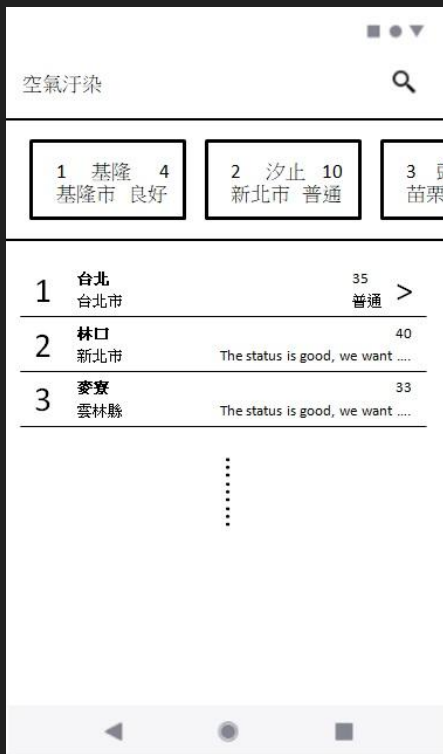 空氣汙染
1 基隆 4
基隆市 良好
2 汐止 10
新北市 普通
3
苗栗
1 台北 35
台北市 普通 >
2 林口 40
新北市 The status is good, we want ....
3 麥寮 33
雲林縣 The status is good, we want ....